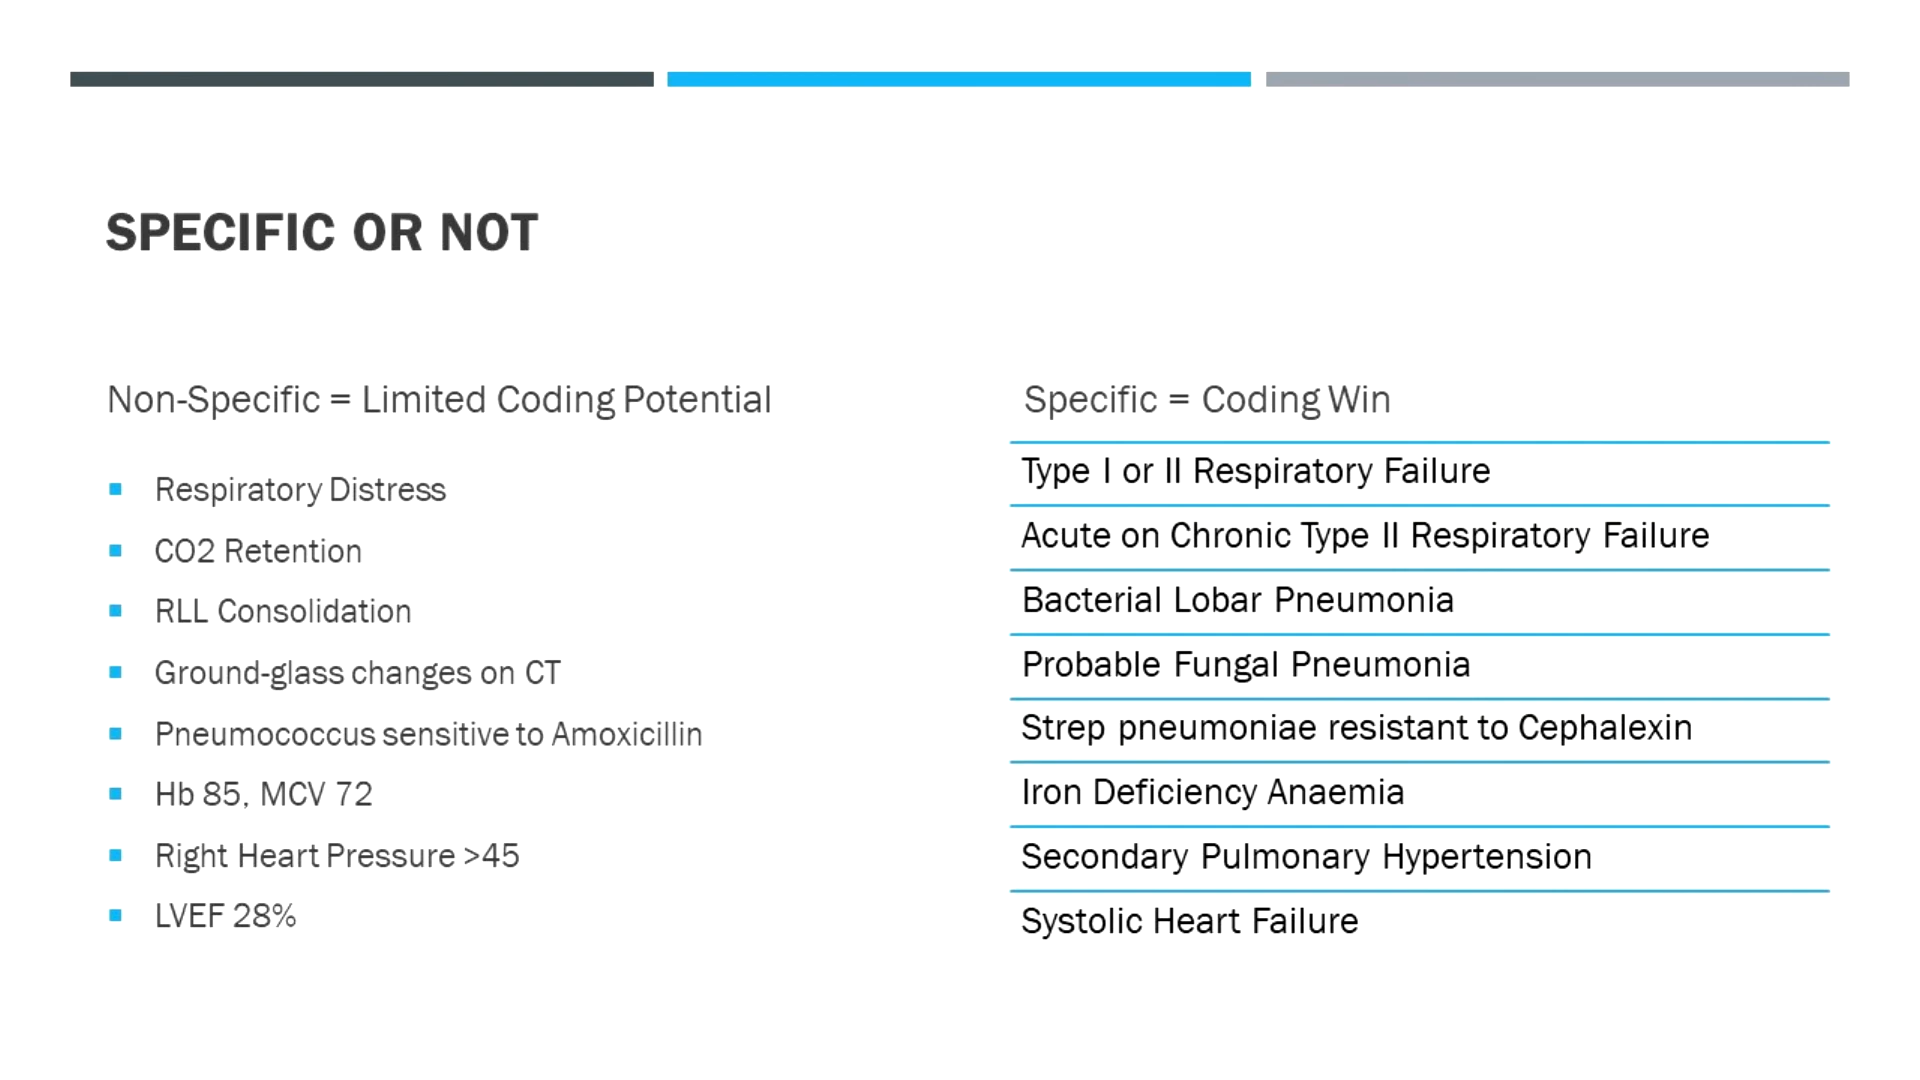 SPECIFIC OR NOT
Non-Specific = Limited Coding Potential
Respiratory Distress
CO2 Retention
RLL Consolidation
Ground-glass changes on CT
Pneumococcus sensitive to Amoxicillin
Hb 85, MCV 72
Right Heart Pressure >45
LVEF 28%
Specific = Coding Win
Type I or II Respiratory Failure
Acute on Chronic Type II Respiratory Failure
Bacterial Lobar Pneumonia
Probable Fungal Pneumonia
Strep pneumoniae resistant to Cephalexin
Iron Deficiency Anaemia
Secondary Pulmonary Hypertension
Systolic Heart Failure